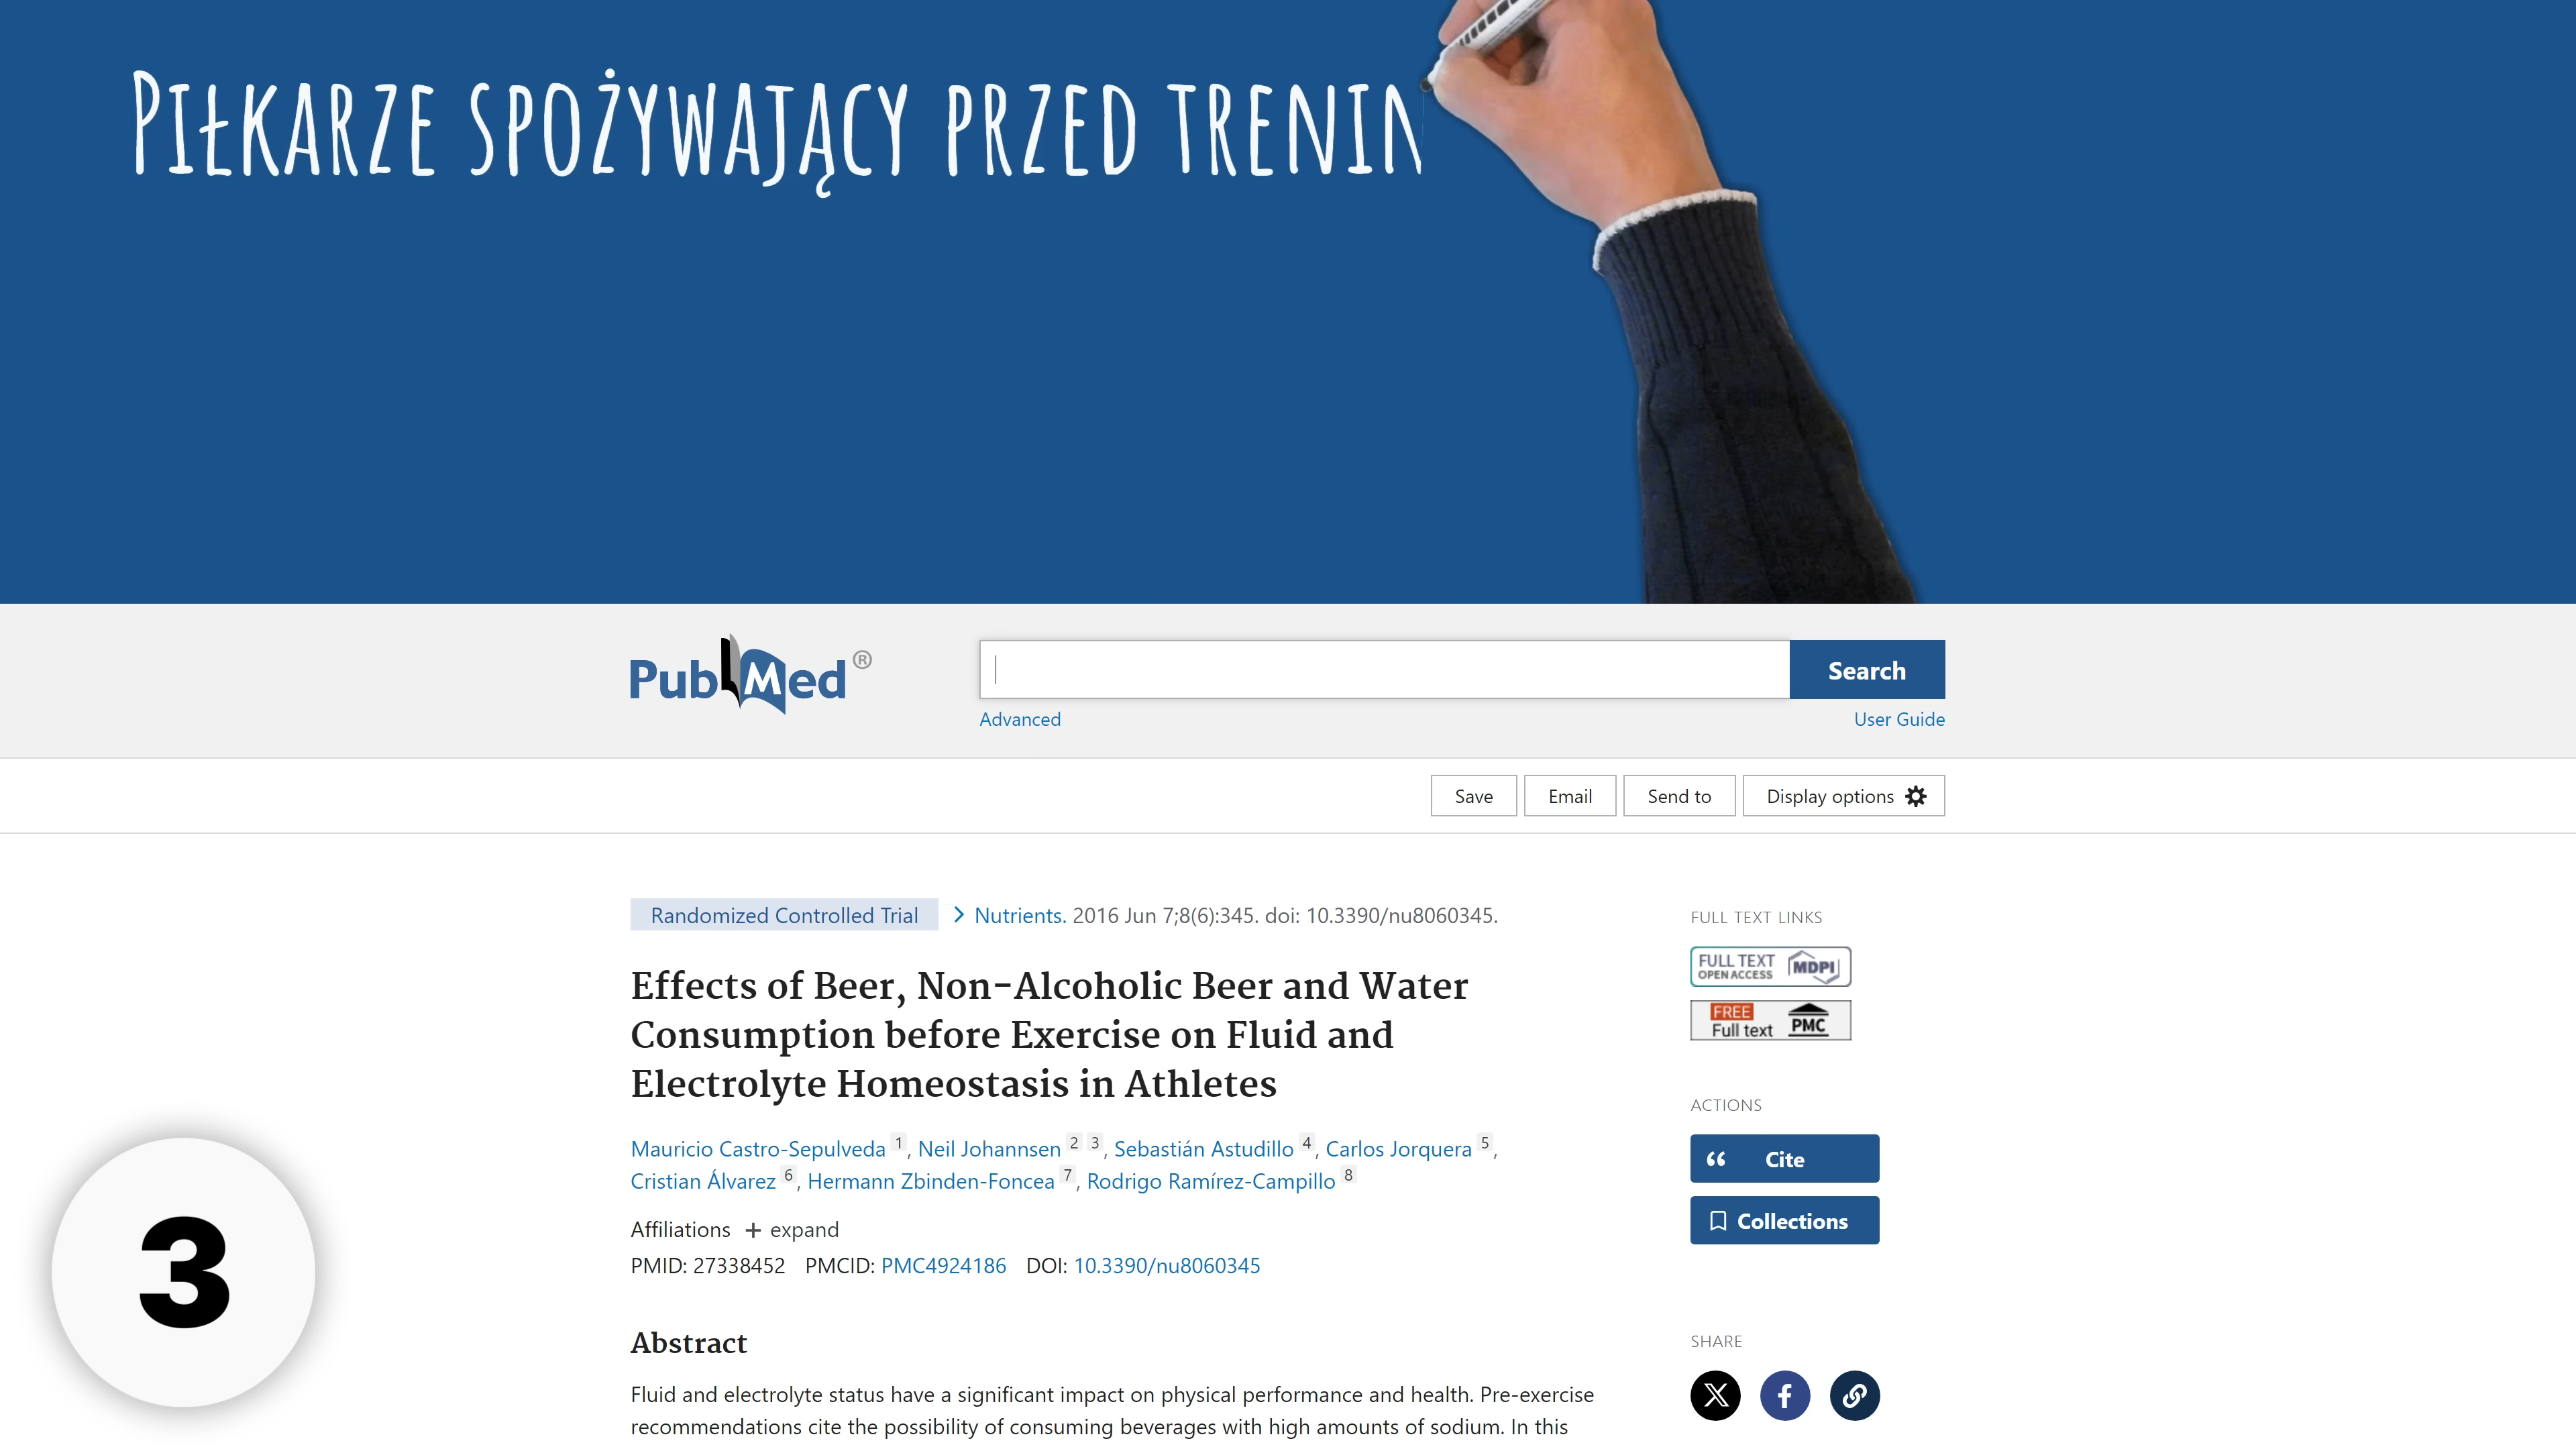 Piłkarze spożywający przed trenin
PubMed®
Search
Advanced
User Guide
Save
Email
Send to
Display options
Randomized Controlled Trial
Nutrients. 2016 Jun 7;8(6):345. doi: 10.3390/nu8060345.
Effects of Beer, Non-Alcoholic Beer and Water
Consumption before Exercise on Fluid and
Electrolyte Homeostasis in Athletes
Mauricio Castro-Sepulveda 1, Neil Johannsen 2 3, Sebastián Astudillo 4, Carlos Jorquera 5,
Cristian Álvarez 6, Hermann Zbinden-Foncea 7, Rodrigo Ramírez-Campillo 8
Affiliations + expand
PMID: 27338452 PMCID: PMC4924186 DOI: 10.3390/nu8060345
Abstract
Fluid and electrolyte status have a significant impact on physical performance and health. Pre-exercise
recommendations cite the possibility of consuming beverages with high amounts of sodium. In this
FULL TEXT LINKS
FULL TEXT
OPEN ACCESS
MDPI
FREE
Full text
PMC
ACTIONS
Cite
Collections
SHARE
3